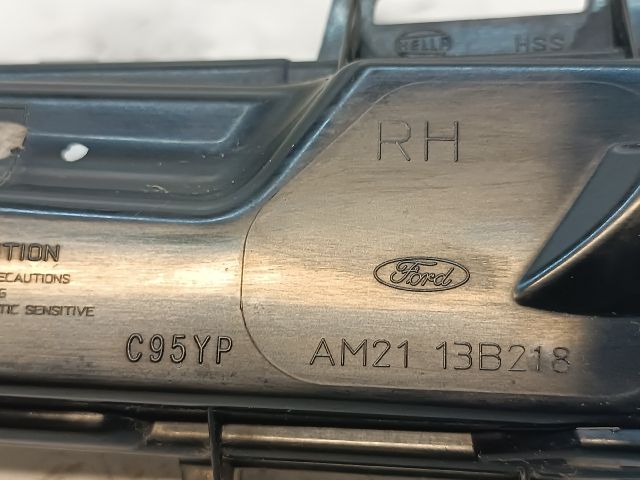 HELLA HSS
RH
Ford
TION
ECAUTIONS
G
TIC SENSITIVE
C95YP
AM21 13B218